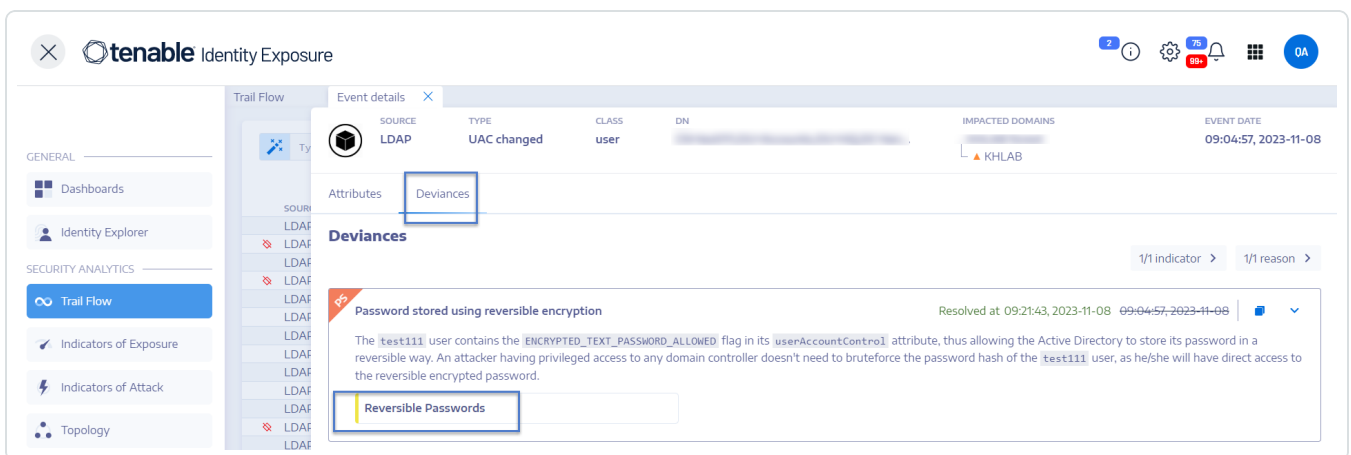 tenable Identity Exposure
2
75
99+
QA
Trail Flow
Event details
SOURCE TYPE CLASS DN IMPACTED DOMAINS EVENT DATE
LDAP UAC changed user 09:04:57, 2023-11-08
KHLAB
Ty
GENERAL
Dashboards
Identity Explorer
SECURITY ANALYTICS
Trail Flow
Indicators of Exposure
Indicators of Attack
Topology
SOUR
LDAP
LDAP
LDAP
LDAP
LDAP
LDAP
LDAP
LDAP
LDAP
LDAP
LDAP
LDAP
LDAP
Attributes Deviances
Deviances
1/1 indicator 1/1 reason
PS
Password stored using reversible encryption Resolved at 09:21:43, 2023-11-08 09:04:57, 2023-11-08
The test111 user contains the ENCRYPTED_TEXT_PASSWORD_ALLOWED flag in its userAccountControl attribute, thus allowing the Active Directory to store its password in a
reversible way. An attacker having privileged access to any domain controller doesn't need to bruteforce the password hash of the test111 user, as he/she will have direct access to
the reversible encrypted password.
Reversible Passwords